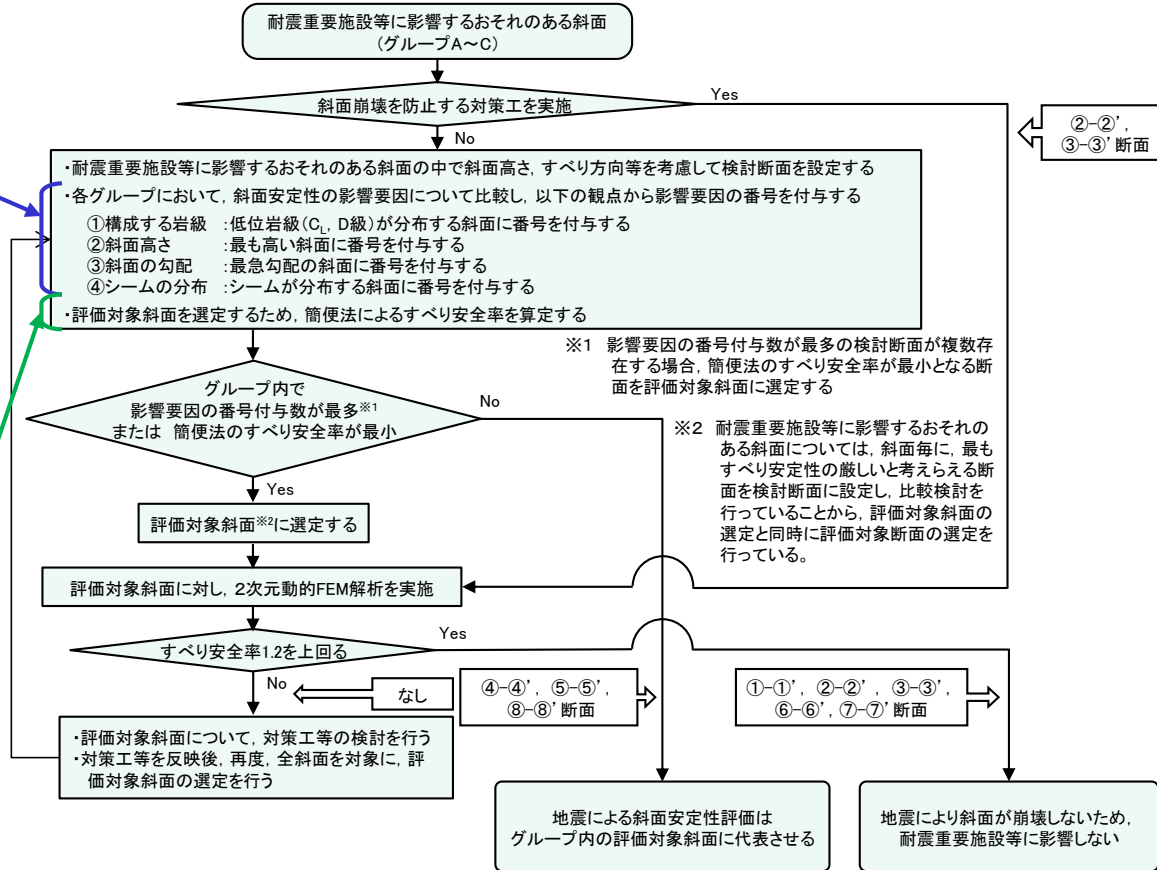 耐震重要施設等に影響するおそれのある斜面
(グループA～C)
斜面崩壊を防止する対策工を実施
Yes
②-②’,
③-③’断面
No
・耐震重要施設等に影響するおそれのある斜面の中で斜面高さ，すべり方向等を考慮して検討断面を設定する
・各グループにおいて，斜面安定性の影響要因について比較し，以下の観点から影響要因の番号を付与する
①構成する岩級 ：低位岩級(CL，D級)が分布する斜面に番号を付与する
②斜面高さ ：最も高い斜面に番号を付与する
③斜面の勾配 ：最急勾配の斜面に番号を付与する
④シームの分布 ：シームが分布する斜面に番号を付与する
・評価対象斜面を選定するため，簡便法によるすべり安全率を算定する
※1 影響要因の番号付与数が最多の検討断面が複数存
在する場合，簡便法のすべり安全率が最小となる断
面を評価対象斜面に選定する
グループ内で
影響要因の番号付与数が最多※1
または 簡便法のすべり安全率が最小
No
※2 耐震重要施設等に影響するおそれの
ある斜面については，斜面毎に，最も
すべり安定性の厳しいと考えらえる断
面を検討断面に設定し，比較検討を
行っていることから，評価対象斜面の
選定と同時に評価対象断面の選定を
行っている。
Yes
評価対象斜面※2に選定する
評価対象斜面に対し，2次元動的FEM解析を実施
すべり安全率1.2を上回る
Yes
No
なし
④-④’，⑤-⑤’，
⑧-⑧’断面
①-①’，②-②’，③-③’，
⑥-⑥’，⑦-⑦’断面
・評価対象斜面について，対策工等の検討を行う
・対策工等を反映後，再度，全斜面を対象に，評
価対象斜面の選定を行う
地震による斜面安定性評価は
グループ内の評価対象斜面に代表させる
地震により斜面が崩壊しないため，
耐震重要施設等に影響しない